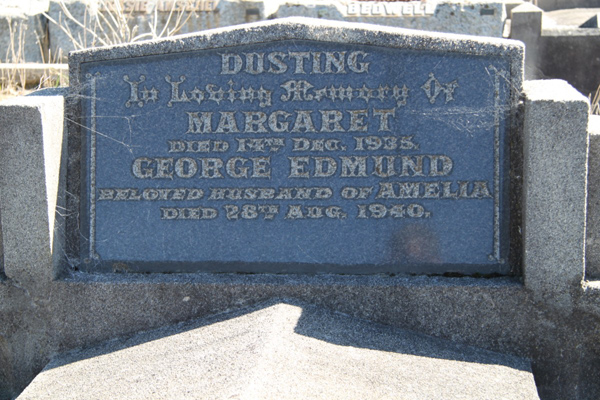 DUSTING
In Loving Memory Of
MARGARET
DIED 14TH DEC. 1935.
GEORGE EDMUND
BELOVED HUSBAND OF AMELIA
DIED 28TH AUG. 1940.